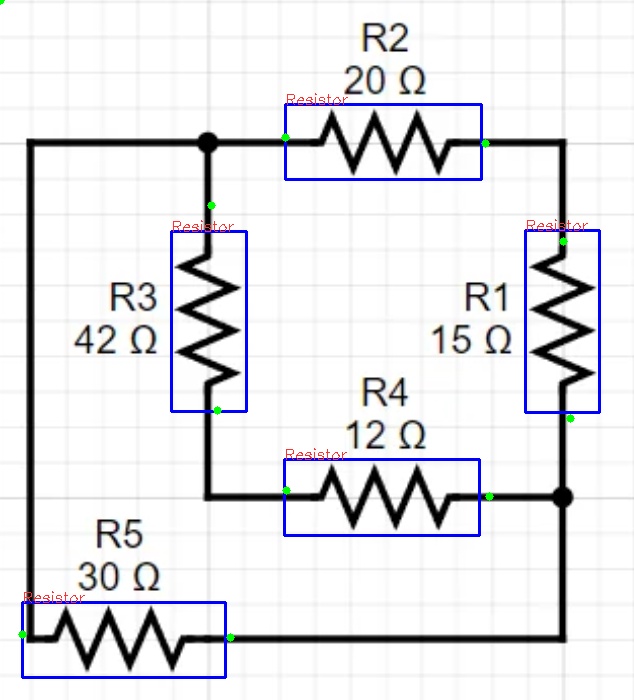 R2
20 Ω
Resistor
Resistor
Resistor
R3
42 Ω
R1
15 Ω
R4
12 Ω
Resistor
R5
30 Ω
Resistor